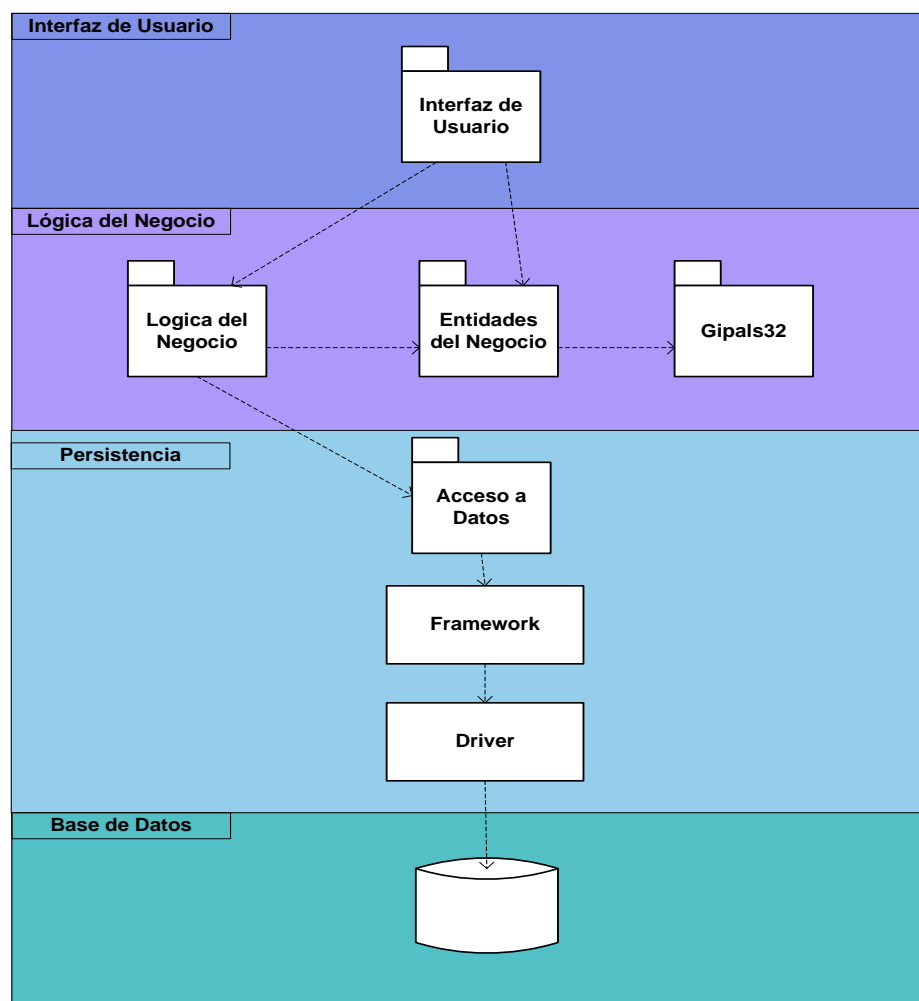 Interfaz de Usuario
Interfaz de
Usuario
Lógica del Negocio
Logica del
Negocio
Entidades
del Negocio
Gipals32
Persistencia
Acceso a
Datos
Framework
Driver
Base de Datos